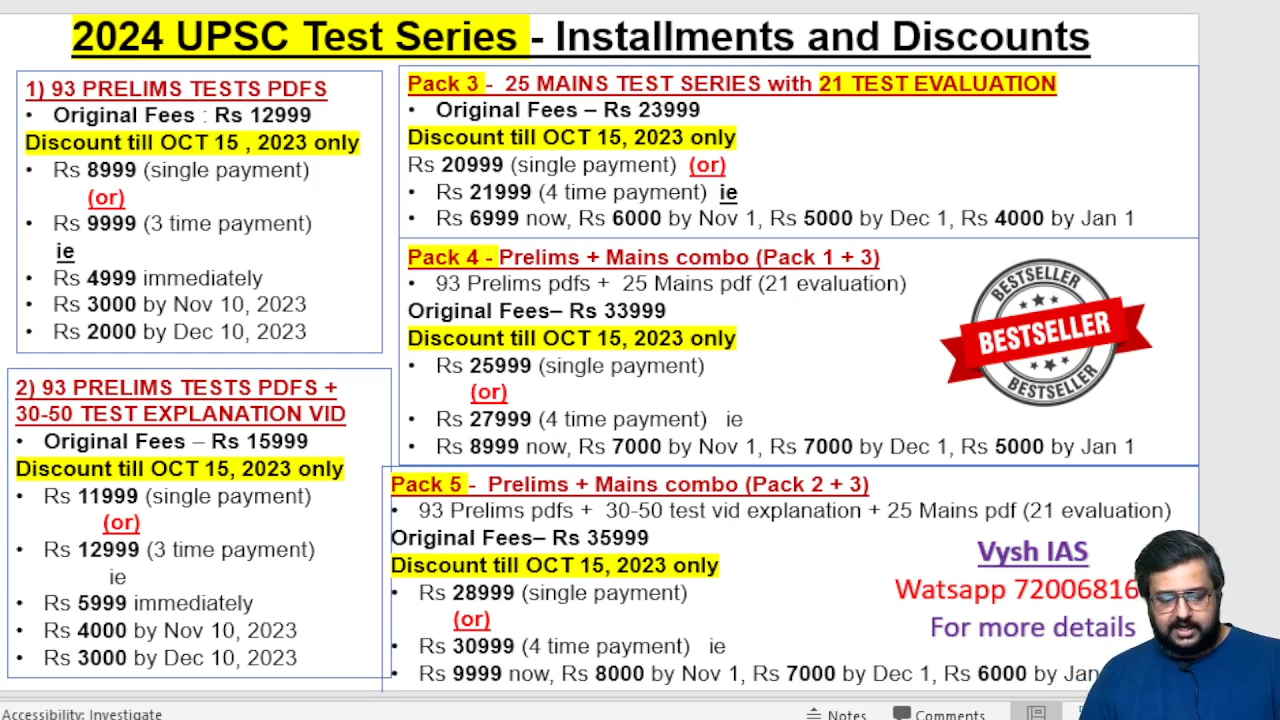 2024 UPSC Test Series - Installments and Discounts
1) 93 PRELIMS TESTS PDFS
• Original Fees : Rs 12999
Discount till OCT 15 , 2023 only
• Rs 8999 (single payment)
(or)
• Rs 9999 (3 time payment)
ie
• Rs 4999 immediately
• Rs 3000 by Nov 10, 2023
• Rs 2000 by Dec 10, 2023
2) 93 PRELIMS TESTS PDFS +
30-50 TEST EXPLANATION VID
• Original Fees – Rs 15999
Discount till OCT 15, 2023 only
• Rs 11999 (single payment)
(or)
• Rs 12999 (3 time payment)
ie
• Rs 5999 immediately
• Rs 4000 by Nov 10, 2023
• Rs 3000 by Dec 10, 2023
Pack 3 - 25 MAINS TEST SERIES with 21 TEST EVALUATION
• Original Fees – Rs 23999
Discount till OCT 15, 2023 only
Rs 20999 (single payment) (or)
• Rs 21999 (4 time payment) ie
• Rs 6999 now, Rs 6000 by Nov 1, Rs 5000 by Dec 1, Rs 4000 by Jan 1
Pack 4 - Prelims + Mains combo (Pack 1 + 3)
• 93 Prelims pdfs + 25 Mains pdf (21 evaluation)
Original Fees– Rs 33999
Discount till OCT 15, 2023 only
• Rs 25999 (single payment)
(or)
• Rs 27999 (4 time payment) ie
• Rs 8999 now, Rs 7000 by Nov 1, Rs 7000 by Dec 1, Rs 5000 by Jan 1
BESTSELLER
BESTSELLER
BESTSELLER
Pack 5 - Prelims + Mains combo (Pack 2 + 3)
• 93 Prelims pdfs + 30-50 test vid explanation + 25 Mains pdf (21 evaluation)
Original Fees– Rs 35999
Discount till OCT 15, 2023 only
• Rs 28999 (single payment)
(or)
• Rs 30999 (4 time payment) ie
• Rs 9999 now, Rs 8000 by Nov 1, Rs 7000 by Dec 1, Rs 6000 by Jan
Vysh IAS
Watsapp 72006816
For more details
Accessibility: Investigate
Notes
Comments